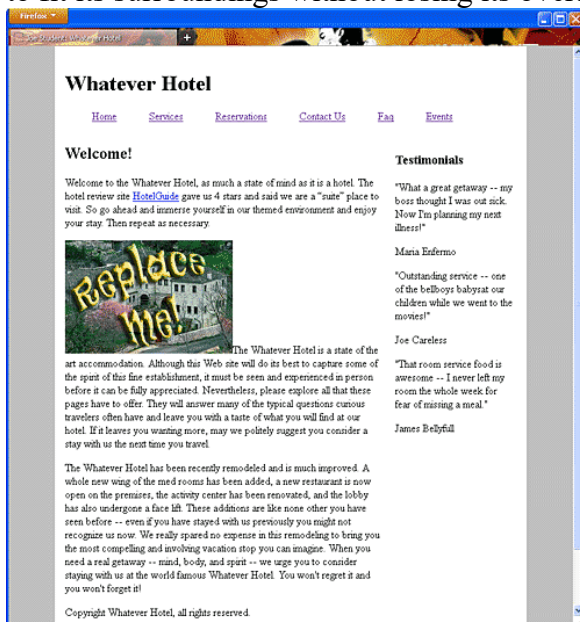 to fit its surroundings without losing its over
Firefox
Joe Student: Whatever Hotel
+
Whatever Hotel
Home Services Reservations Contact Us Faq Events
Welcome!
Welcome to the Whatever Hotel, as much a state of mind as it is a hotel. The
hotel review site HotelGuide gave us 4 stars and said we are a "suite" place to
visit. So go ahead and immerse yourself in our themed environment and enjoy
your stay. Then repeat as necessary.
Replace
Me!
The Whatever Hotel is a state of the
art accommodation. Although this Web site will do its best to capture some of
the spirit of this fine establishment, it must be seen and experienced in person
before it can be fully appreciated. Nevertheless, please explore all that these
pages have to offer. They will answer many of the typical questions curious
travelers often have and leave you with a taste of what you will find at our
hotel. If it leaves you wanting more, may we politely suggest you consider a
stay with us the next time you travel.
The Whatever Hotel has been recently remodeled and is much improved. A
whole new wing of the med rooms has been added, a new restaurant is now
open on the premises, the activity center has been renovated, and the lobby
has also undergone a face lift. These additions are like none other you have
seen before -- even if you have stayed with us previously you might not
recognize us now. We really spared no expense in this remodeling to bring you
the most compelling and involving vacation stop you can imagine. When you
need a real getaway -- mind, body, and spirit -- we urge you to consider
staying with us at the world famous Whatever Hotel. You won't regret it and
you won't forget it!
Copyright Whatever Hotel, all rights reserved.
Testimonials
"What a great getaway -- my
boss thought I was out sick.
Now I'm planning my next
illness!"
Maria Enfermo
"Outstanding service -- one
of the bellboys babysat our
children while we went to the
movies!"
Joe Careless
"That room service food is
awesome -- I never left my
room the whole week for
fear of missing a meal."
James Bellyfull